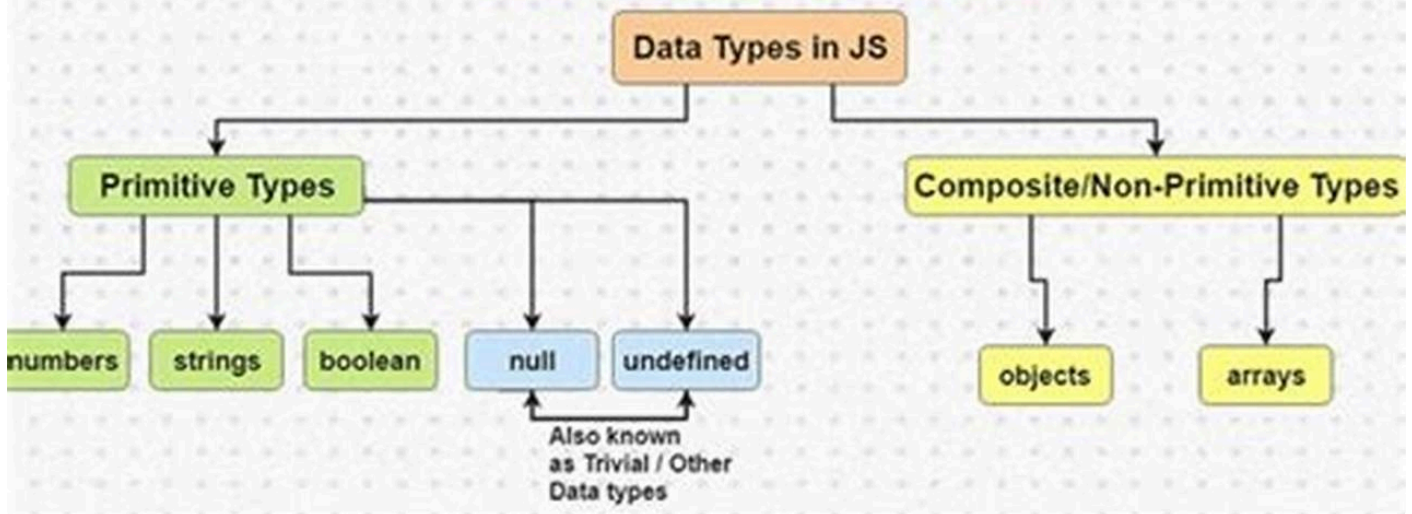 Data Types in JS
Primitive Types
Composite/Non-Primitive Types
numbers
strings
boolean
null
undefined
objects
arrays
Also known
as Trivial / Other
Data types